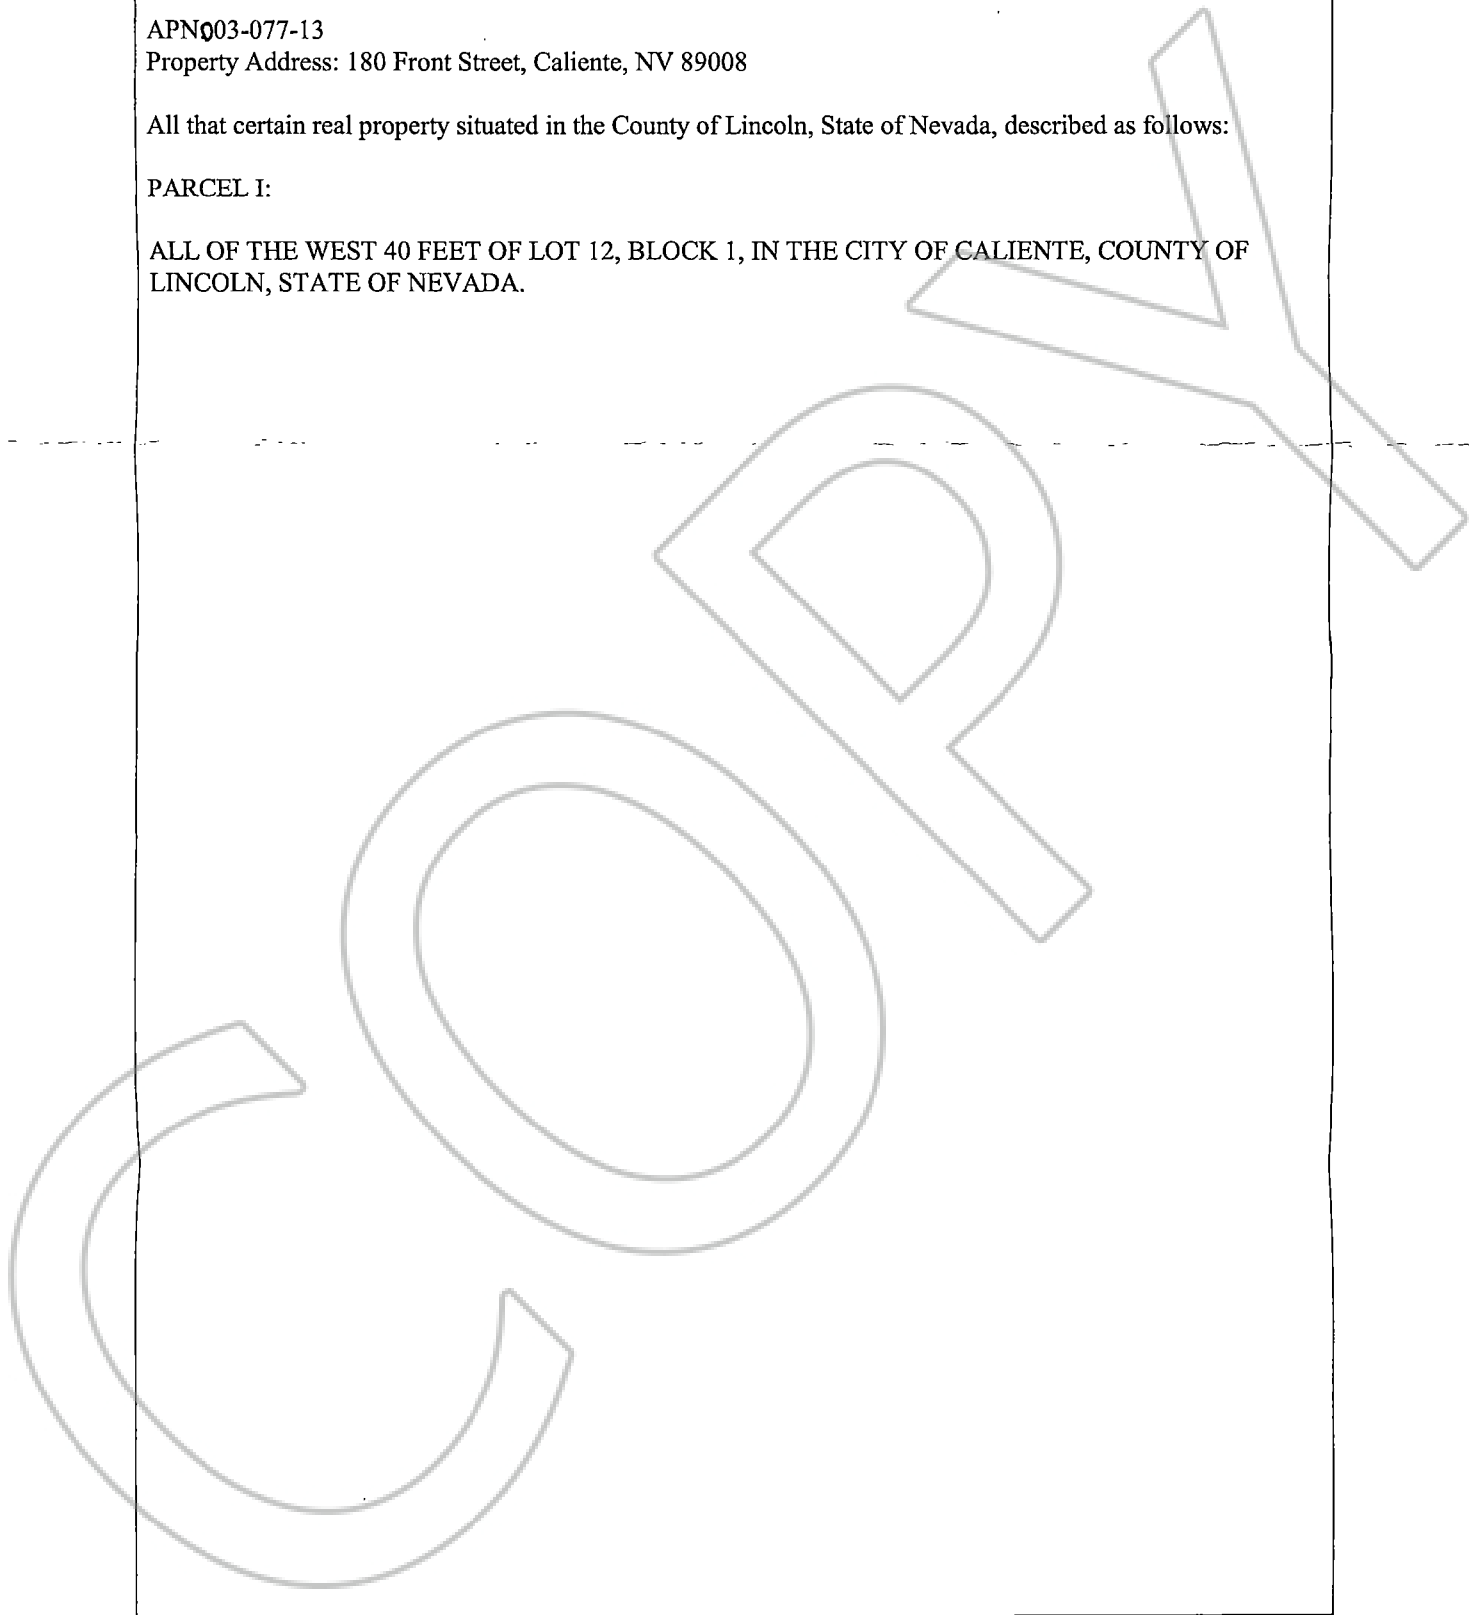 APN003-077-13
Property Address: 180 Front Street, Caliente, NV 89008
All that certain real property situated in the County of Lincoln, State of Nevada, described as follows:
PARCEL I:
ALL OF THE WEST 40 FEET OF LOT 12, BLOCK 1, IN THE CITY OF CALIENTE, COUNTY OF
LINCOLN, STATE OF NEVADA.
COPY